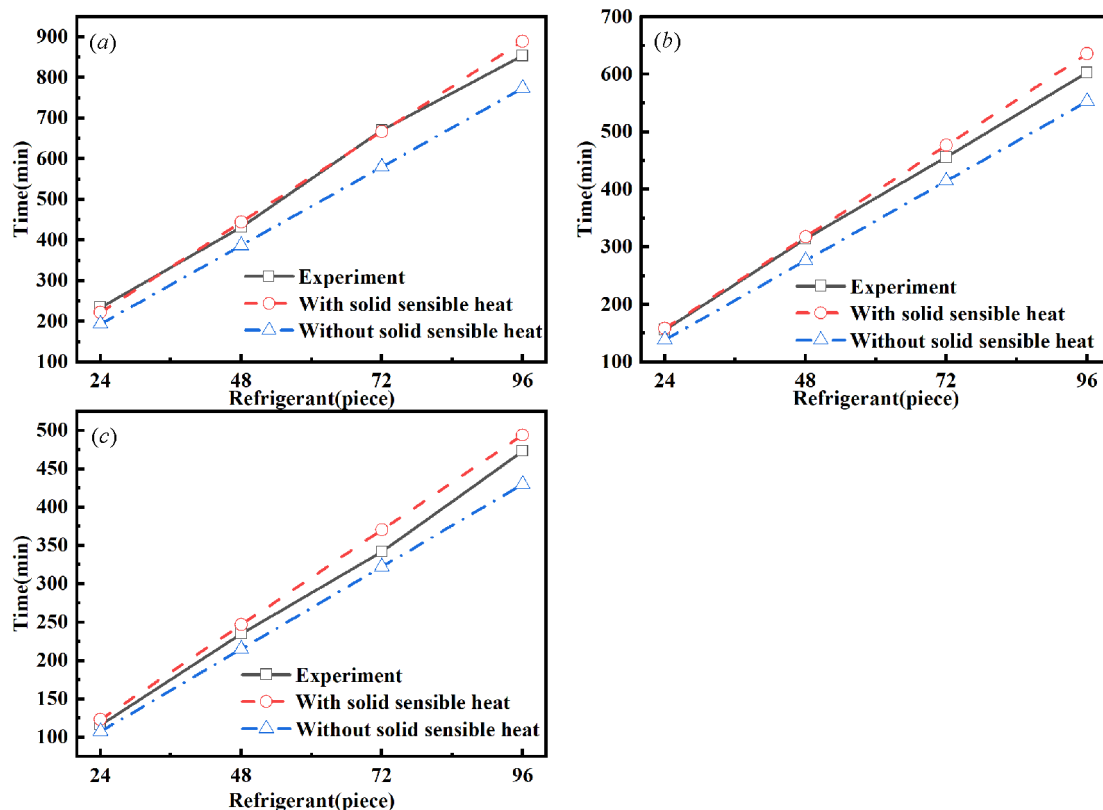 (a)
900
800
700
600
500
400
300
200
100
Time(min)
Experiment
With solid sensible heat
Without solid sensible heat
24 48 72 96
Refrigerant(piece)
(b)
700
600
500
400
300
200
100
Time(min)
Experiment
With solid sensible heat
Without solid sensible heat
24 48 72 96
Refrigerant(piece)
(c)
500
450
400
350
300
250
200
150
100
Time(min)
Experiment
With solid sensible heat
Without solid sensible heat
24 48 72 96
Refrigerant(piece)